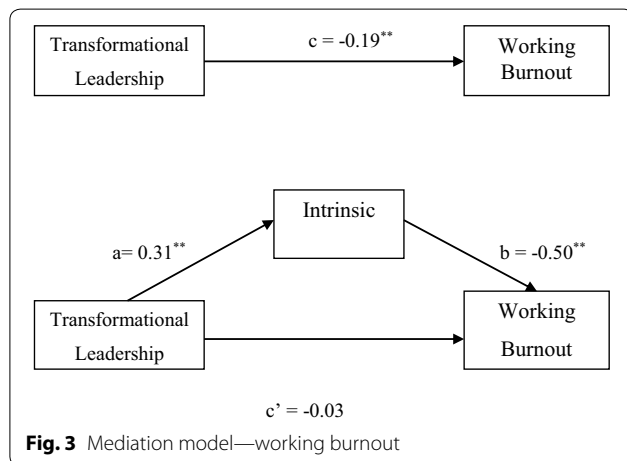 Transformational
Leadership
c = -0.19**
Working
Burnout
Intrinsic
a= 0.31**
b = -0.50**
Transformational
Leadership
Working
Burnout
c’ = -0.03
Fig. 3 Mediation model—working burnout